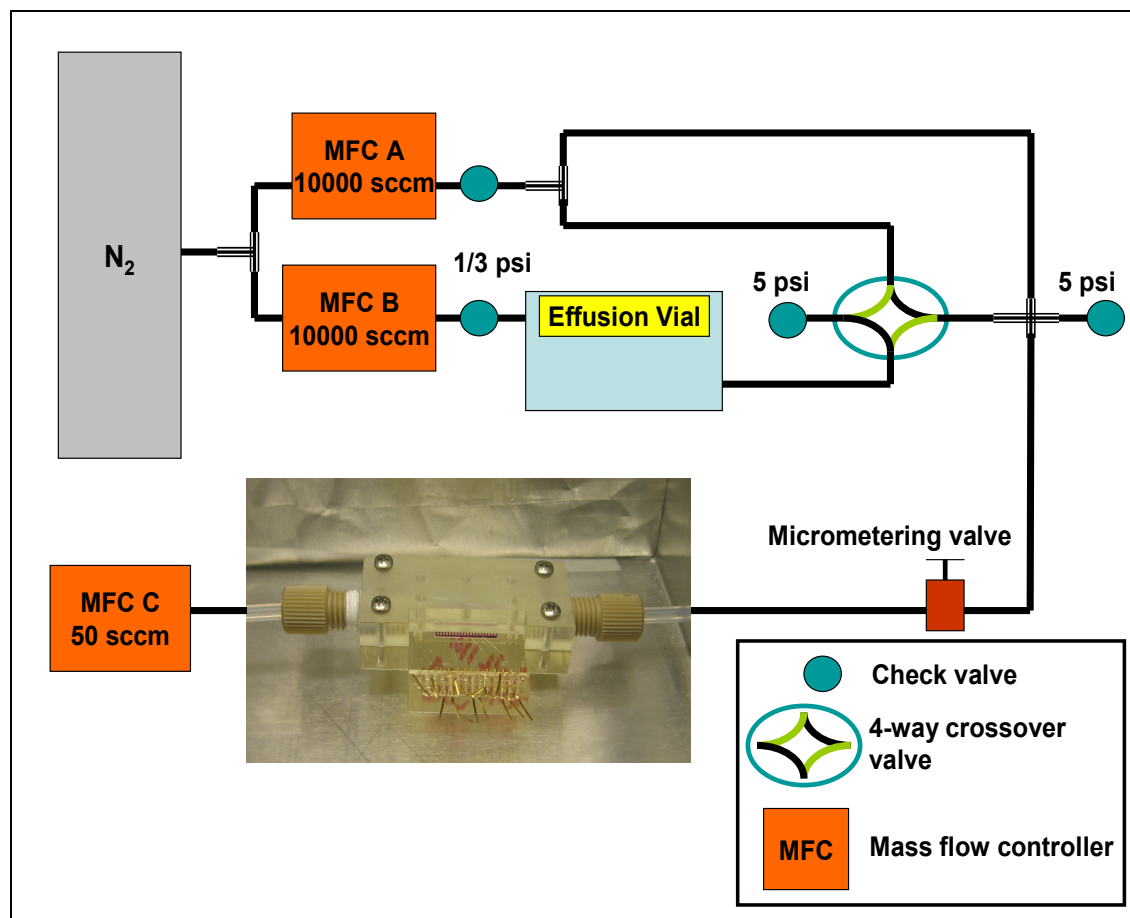 N2
MFC A
10000 sccm
MFC B
10000 sccm
1/3 psi
Effusion Vial
5 psi
5 psi
MFC C
50 sccm
Micrometering valve
Check valve
4-way crossover
valve
MFC
Mass flow controller